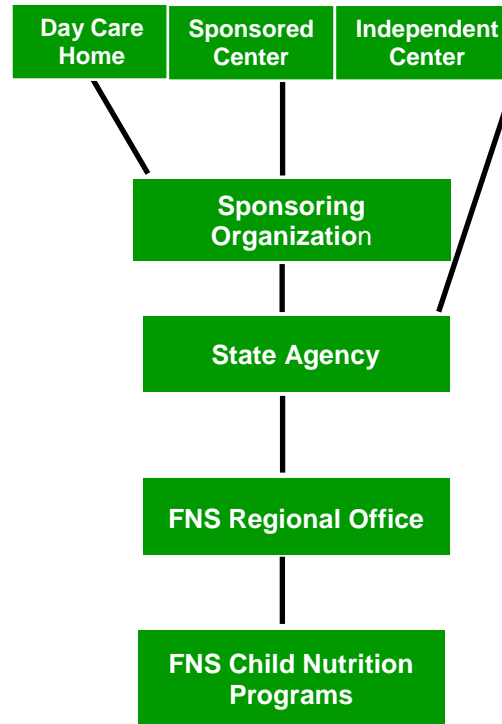 Day Care
Home
Sponsored
Center
Independent
Center
Sponsoring
Organization
State Agency
FNS Regional Office
FNS Child Nutrition
Programs